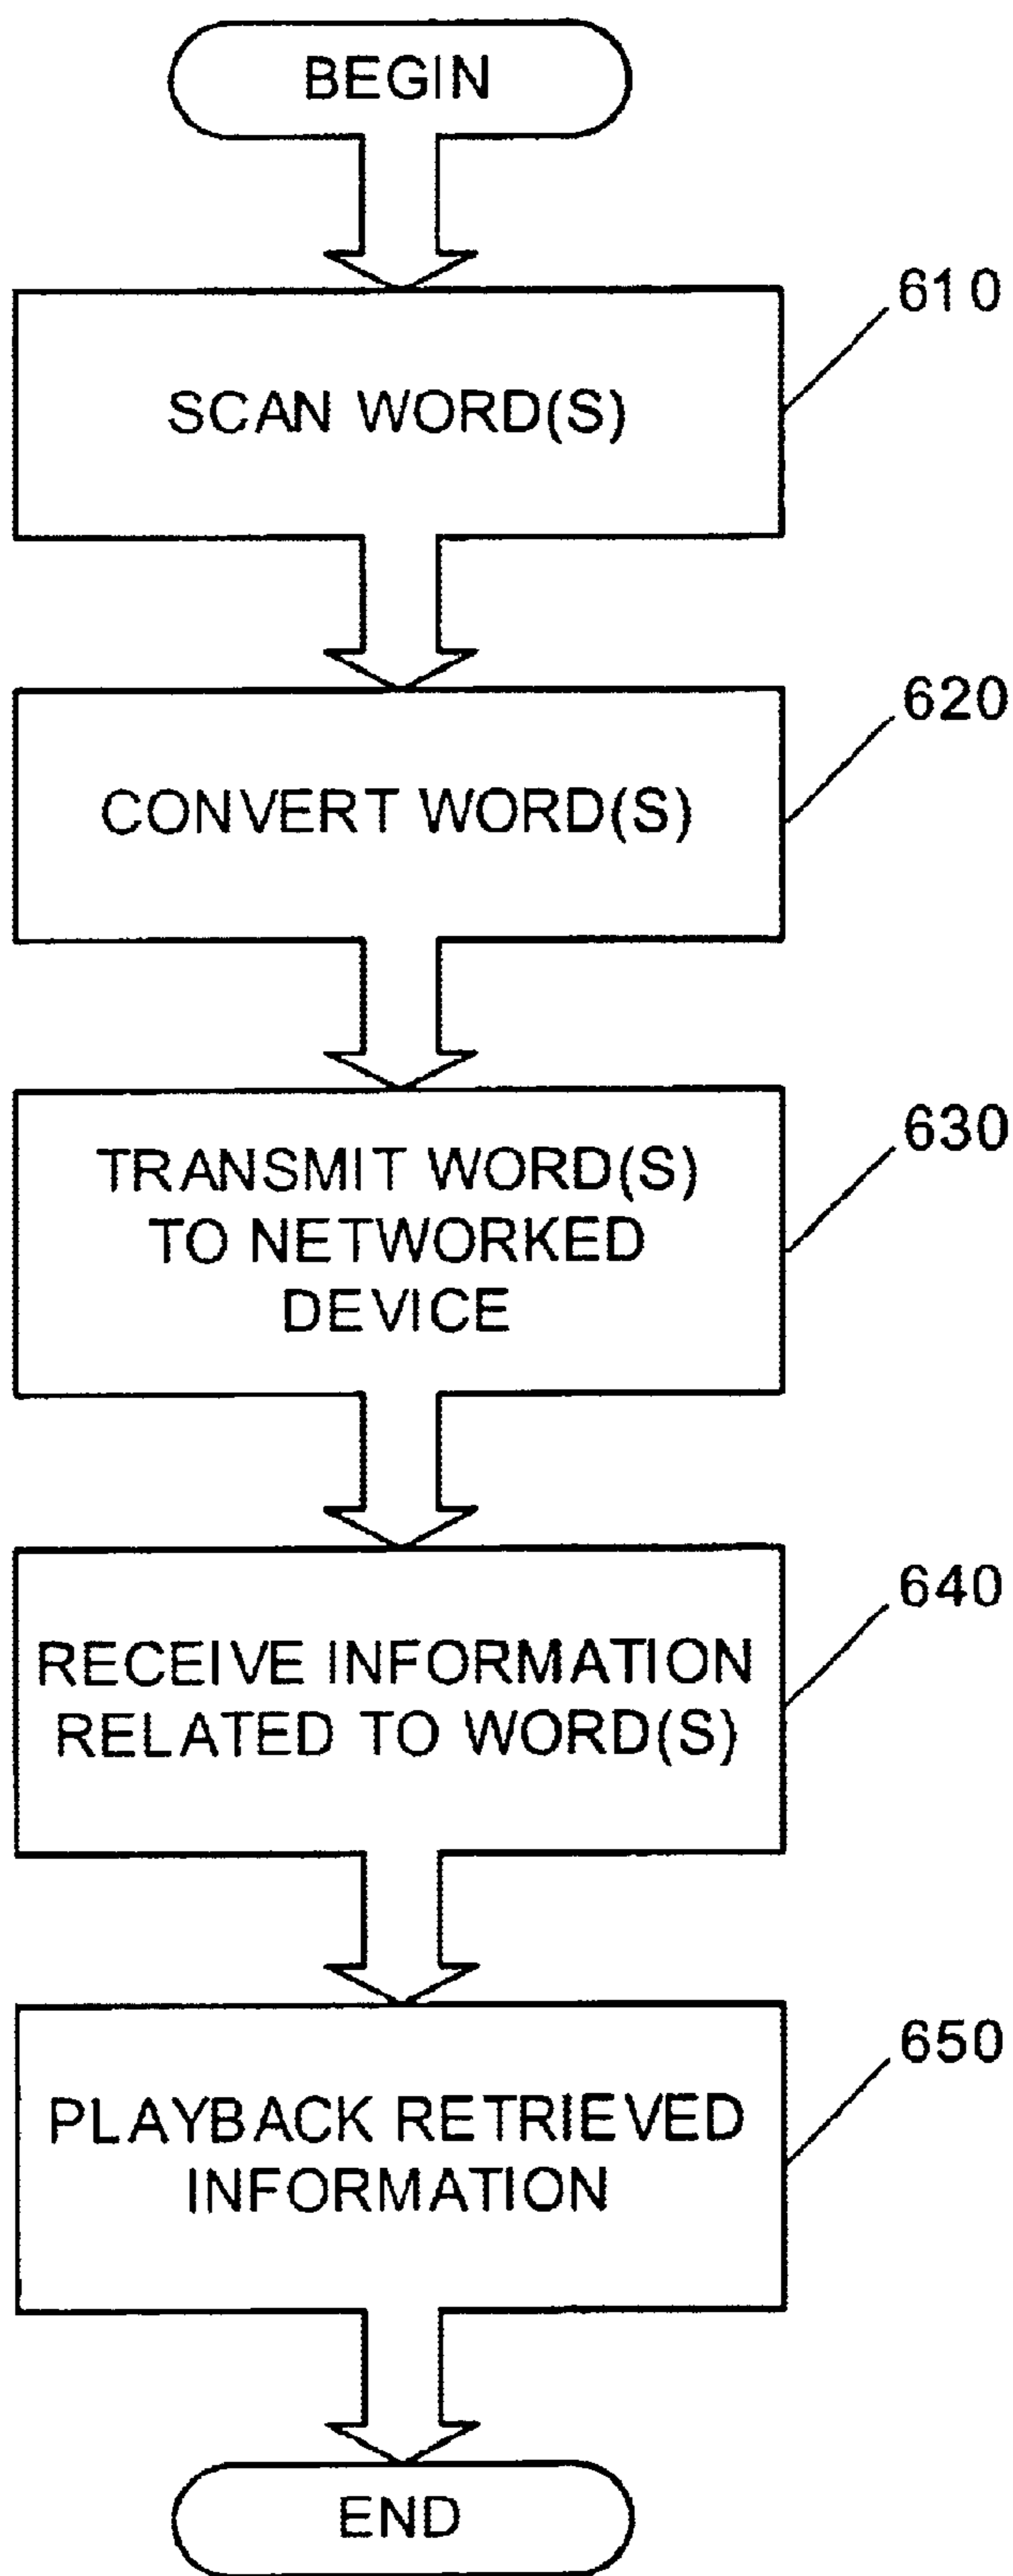 BEGIN
610
SCAN WORD(S)
620
CONVERT WORD(S)
630
TRANSMIT WORD(S)
TO NETWORKED
DEVICE
640
RECEIVE INFORMATION
RELATED TO WORD(S)
650
PLAYBACK RETRIEVED
INFORMATION
END